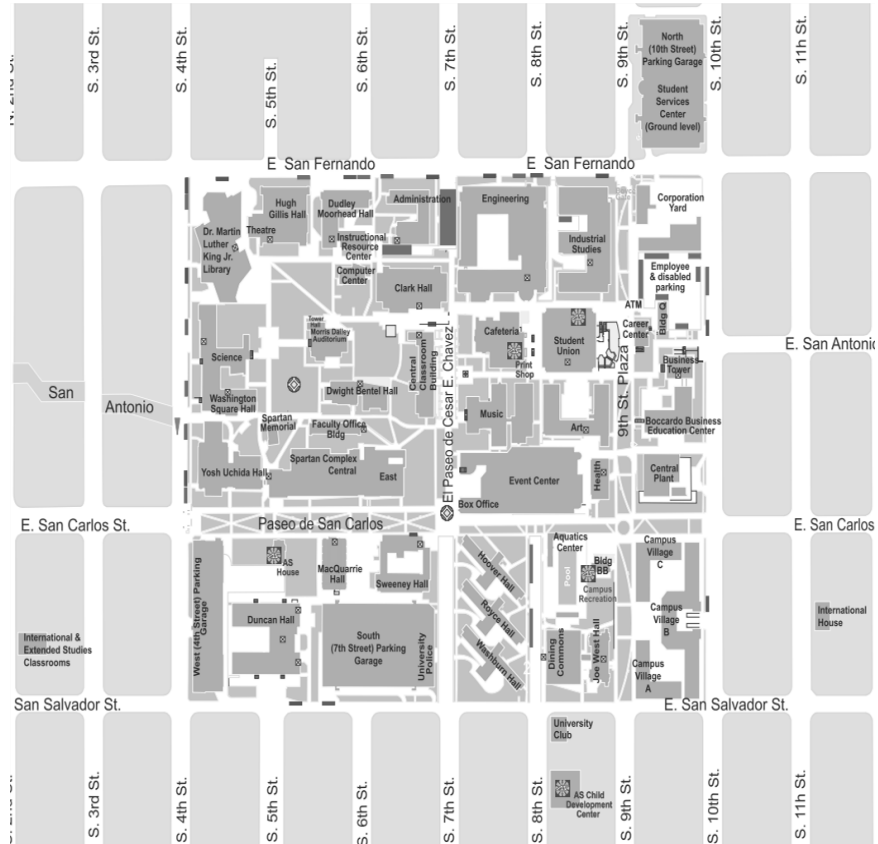 S. 3rd St.
S. 4th St.
S. 5th St.
S. 6th St.
S. 7th St.
S. 8th St.
S. 9th St.
S. 10th St.
S. 11th St.
North
(10th Street)
Parking Garage
Student
Services
Center
(Ground level)
E San Fernando
E San Fernando
Dr. Martin
Luther
King Jr.
Library
Hugh
Gillis Hall
Theatre
Dudley
Moorhead Hall
Instructional
Resource
Center
Computer
Center
Administration
Clark Hall
Engineering
Industrial
Studies
Corporation
Yard
Employee
& disabled
parking
ATM
Bldg Q
Career
Center
Business
Tower
E. San Antonio
San
Antonio
Science
Washington
Square Hall
Tower
Hall
Morris Dailey
Auditorium
Dwight Bentel Hall
Central
Classroom
Building
El Paseo de Cesar E. Chavez
Cafeteria
Print
Shop
Student
Union
9th St. Plaza
Music
Art
Boccardo Business
Education Center
Spartan
Memorial
Faculty Office
Bldg
Yosh Uchida Hall
Spartan Complex
Central
East
Event Center
Box Office
Health
Central
Plant
E. San Carlos St.
Paseo de San Carlos
E. San Carlos
West (4th Street) Parking
Garage
AS
House
MacQuarrie
Hall
Sweeney Hall
Duncan Hall
South
(7th Street) Parking
Garage
University
Police
Hoover Hall
Royce Hall
Washburn Hall
Aquatics
Center
Pool
Bldg
BB
Campus
Recreation
Dining
Commons
Joe West Hall
Campus
Village
C
Campus
Village
B
Campus
Village
A
International
House
International &
Extended Studies
Classrooms
San Salvador St.
E. San Salvador St.
University
Club
AS Child
Development
Center
S. 3rd St.
S. 4th St.
S. 5th St.
S. 6th St.
S. 7th St.
S. 8th St.
S. 9th St.
S. 10th St.
S. 11th St.